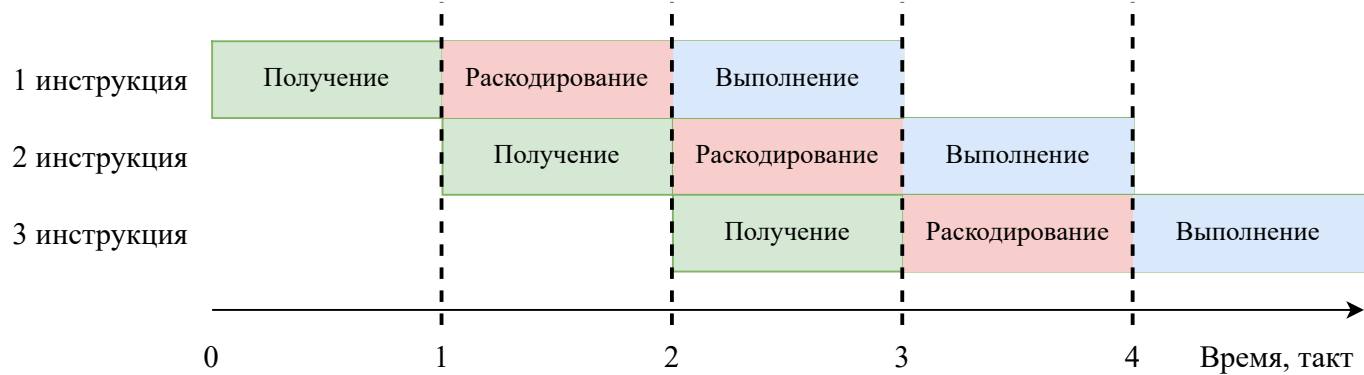 1 инструкция Получение Раскодирование Выполнение
2 инструкция Получение Раскодирование Выполнение
3 инструкция Получение Раскодирование Выполнение
0 1 2 3 4 Время, такт